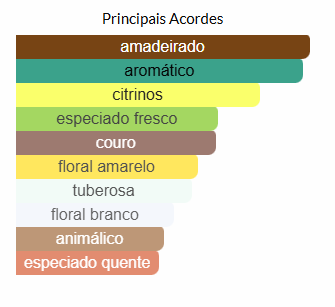 Principais Acordes
amadeirado
aromático
citrinos
especiado fresco
couro
floral amarelo
tuberosa
floral branco
animálico
especiado quente